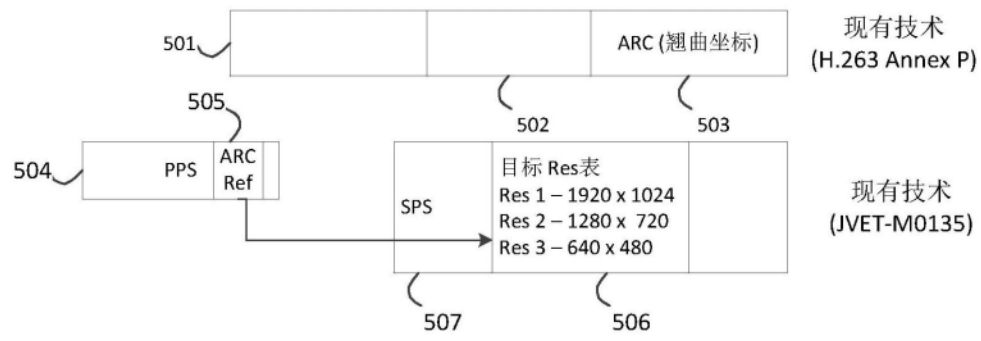 501
ARC (翘曲坐标)
现有技术
(H.263 Annex P)
502
503
505
504
PPS
ARC
Ref
SPS
目标 Res表
Res 1 – 1920 x 1024
Res 2 – 1280 x 720
Res 3 – 640 x 480
现有技术
(JVET-M0135)
507
506